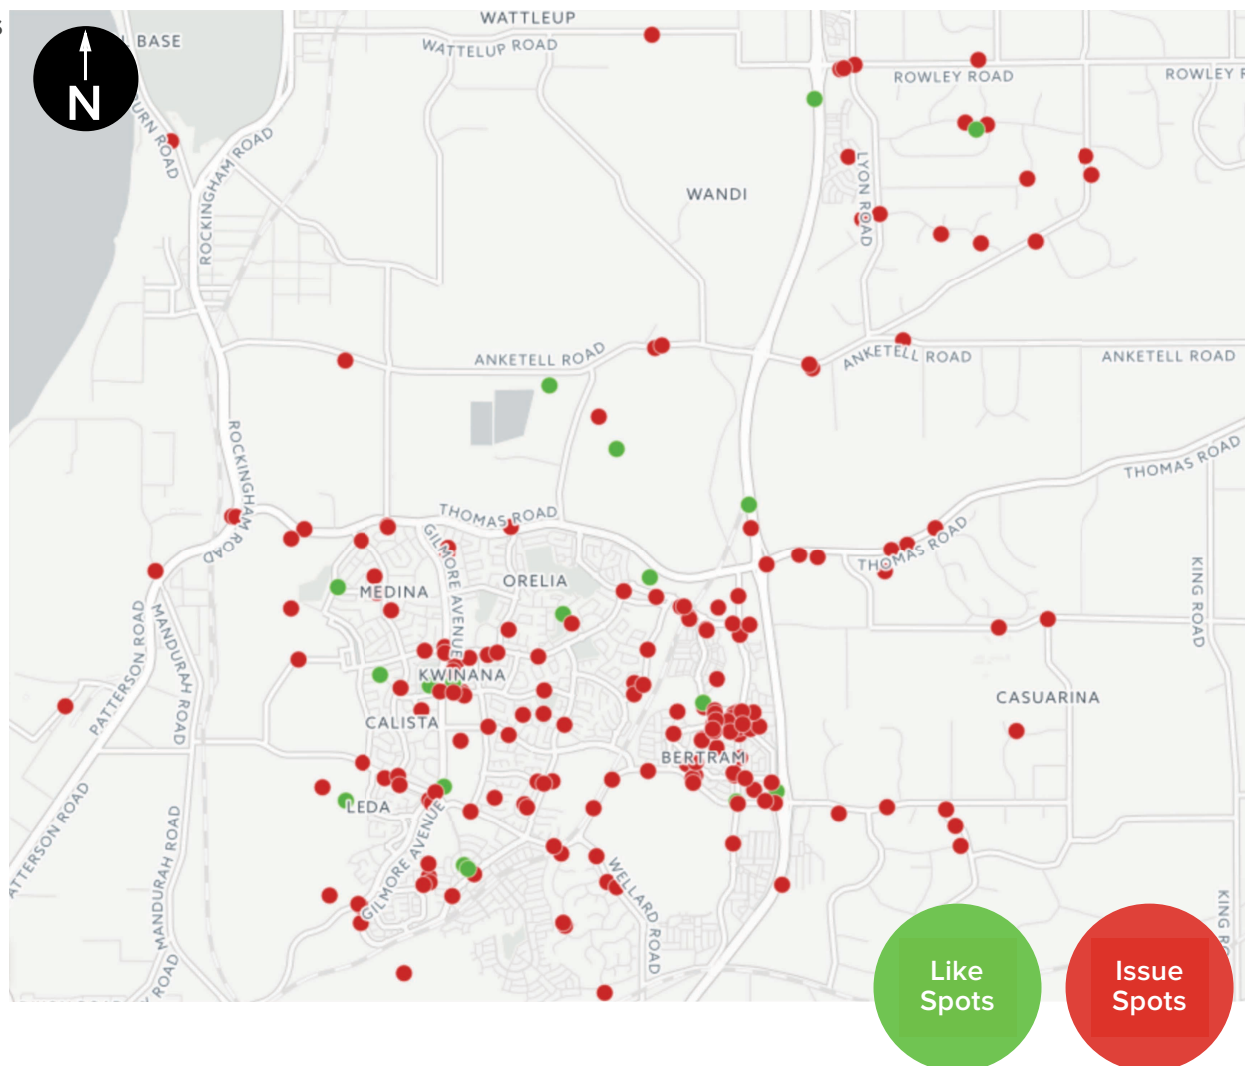 WATTLEUP
BASE
WATTELUP ROAD
N
ROWLEY ROAD
ROWLEY
ROCKINGHAM ROAD
LYON ROAD
WANDI
ANKETELL ROAD
ANKETELL ROAD
ANKETELL ROAD
ROCKINGHAM
ROAD
THOMAS ROAD
THOMAS ROAD
THOMAS ROAD
GILMORE AVENUE
ORELIA
MEDINA
KING ROAD
PATTERSON ROAD
MANDURAH ROAD
KWINANA
CASUARINA
CALISTA
BERTRAM
LEDA
MANDURAH ROAD
GILMORE AVENUE
WELLARD ROAD
ROAD
KING
Like
Spots
Issue
Spots